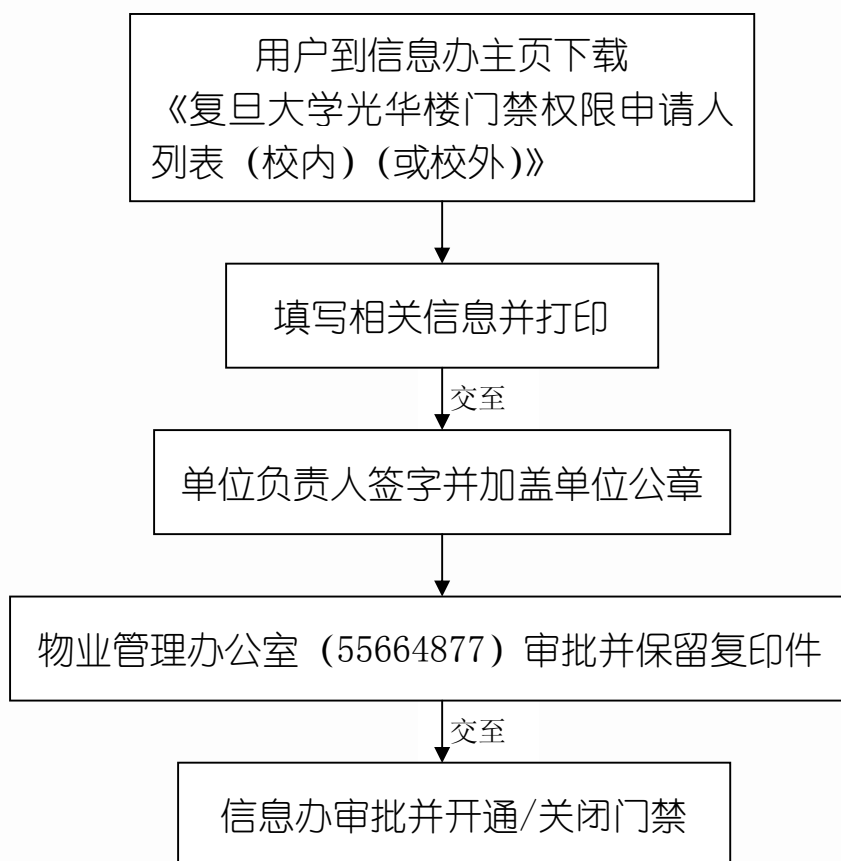 用户到信息办主页下载
《复旦大学光华楼门禁权限申请人
列表（校内）(或校外)》
填写相关信息并打印
交至
单位负责人签字并加盖单位公章
物业管理办公室（55664877）审批并保留复印件
交至
信息办审批并开通/关闭门禁